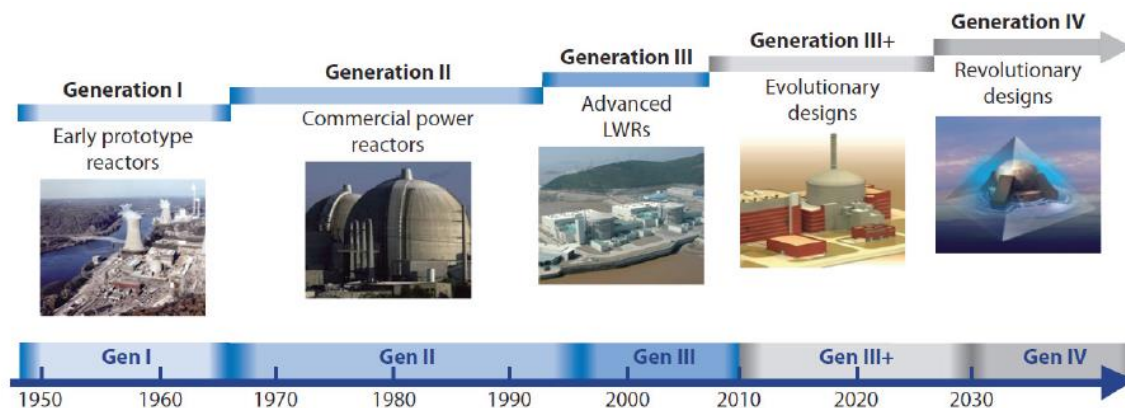 Generation I
Early prototype
reactors
Generation II
Commercial power
reactors
Generation III
Advanced
LWRs
Generation III+
Evolutionary
designs
Generation IV
Revolutionary
designs
Gen I
Gen II
Gen III
Gen III+
Gen IV
1950
1960
1970
1980
1990
2000
2010
2020
2030